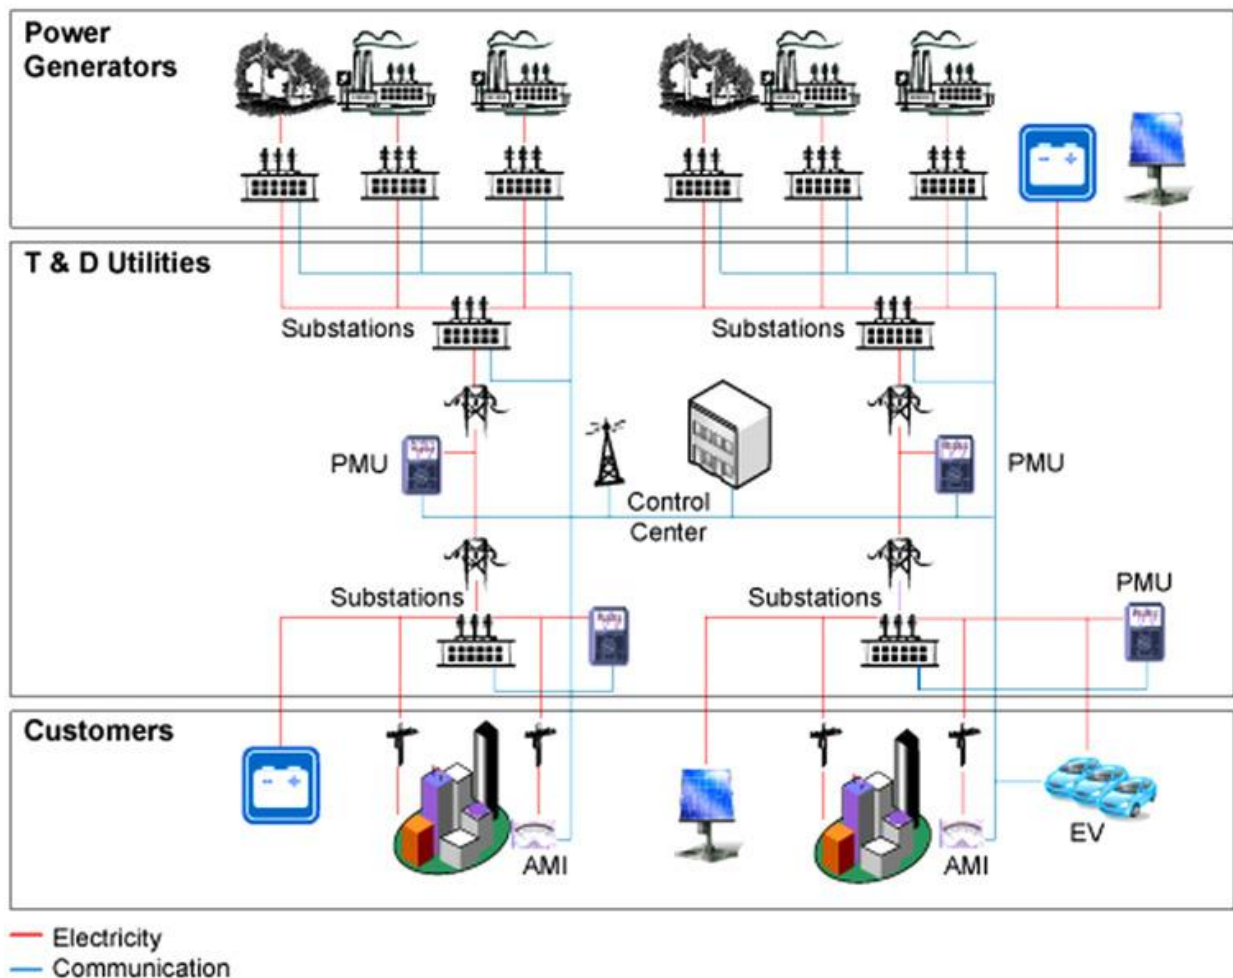 Power
Generators
T & D Utilities
Substations
Substations
PMU
PMU
Control
Center
Substations
Substations
PMU
Customers
AMI
AMI
EV
Electricity
Communication